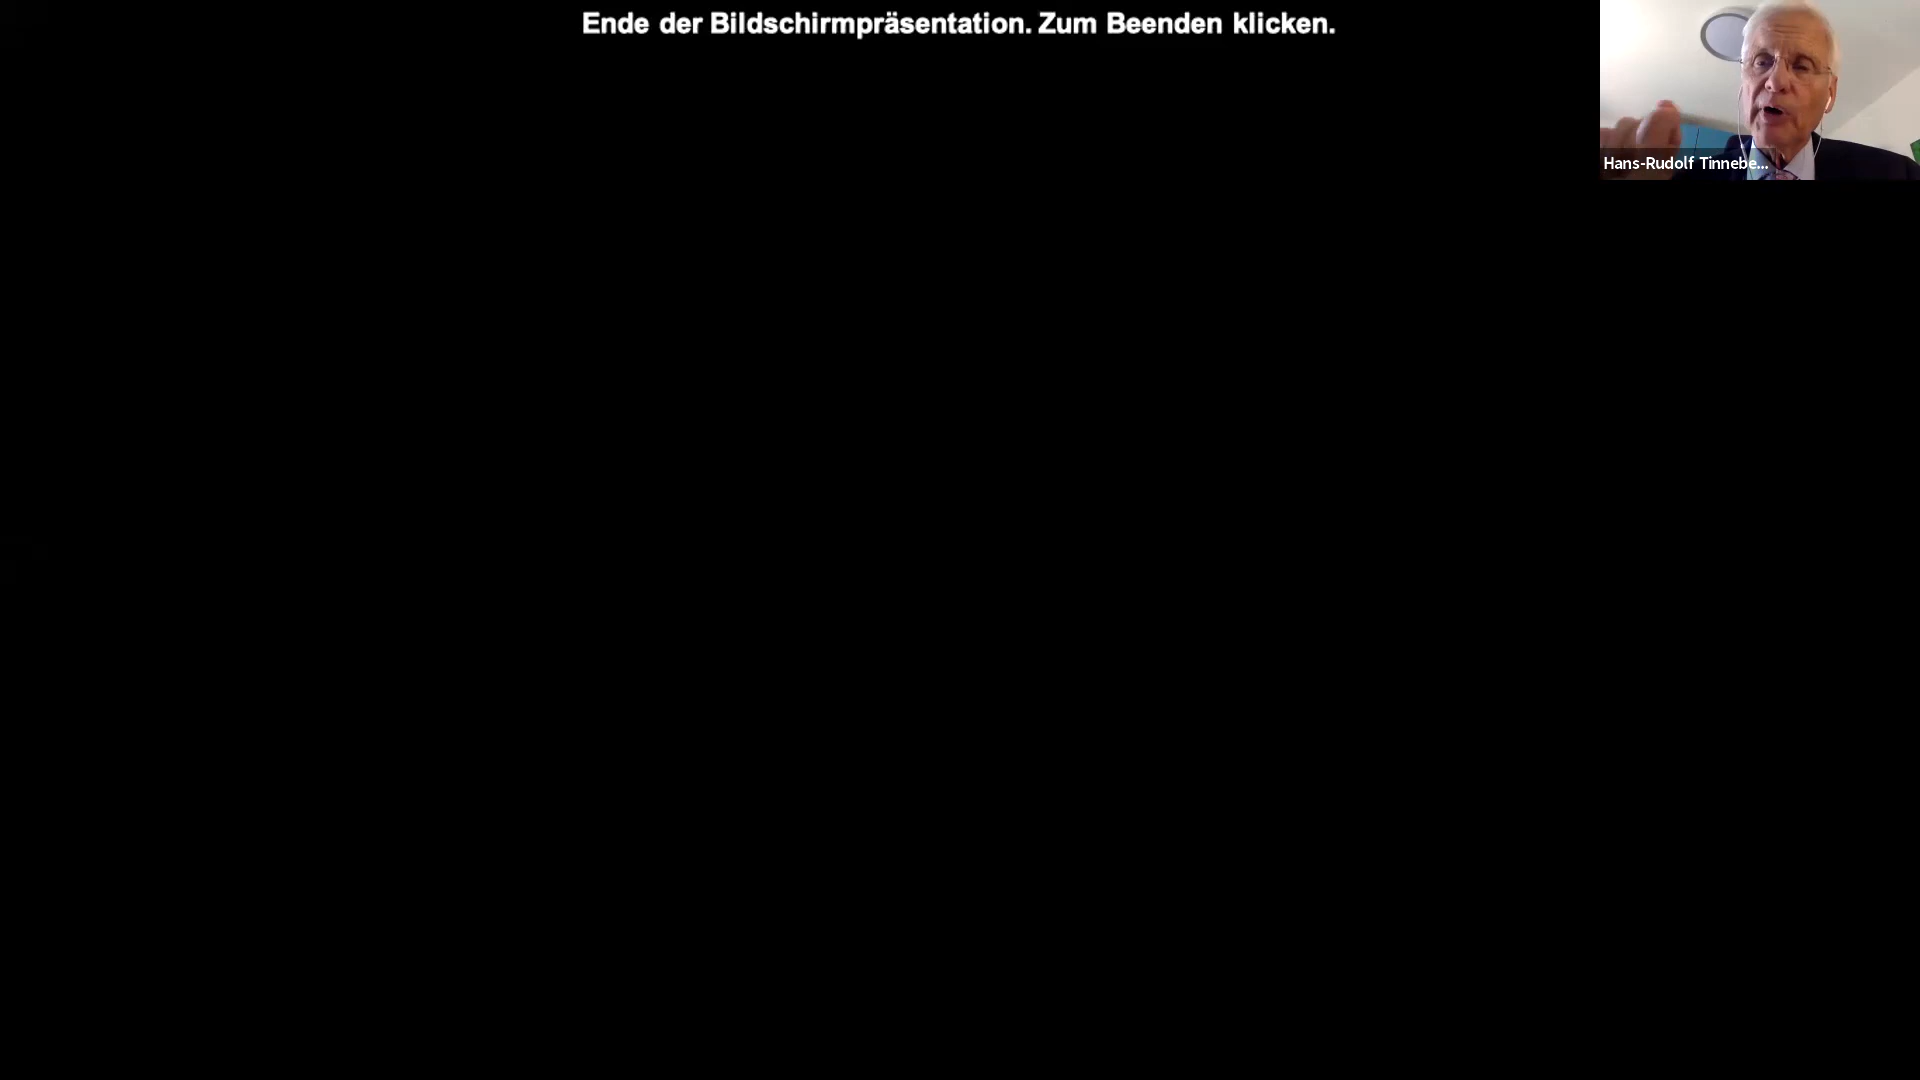 Ende der Bildschirmpräsentation. Zum Beenden klicken.
Hans-Rudolf Tinnebe...